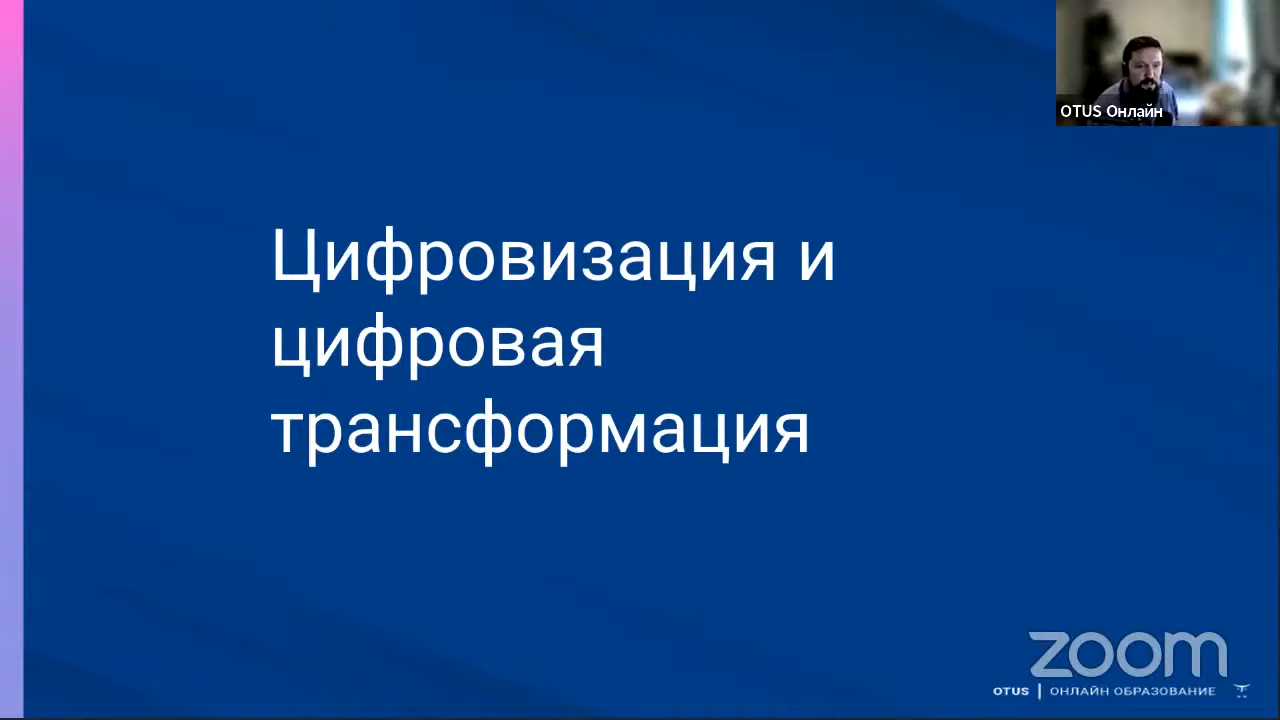 OTUS Онлайн
Цифровизация и
цифровая
трансформация
zoom
OTUS | ОНЛАЙН ОБРАЗОВАНИЕ